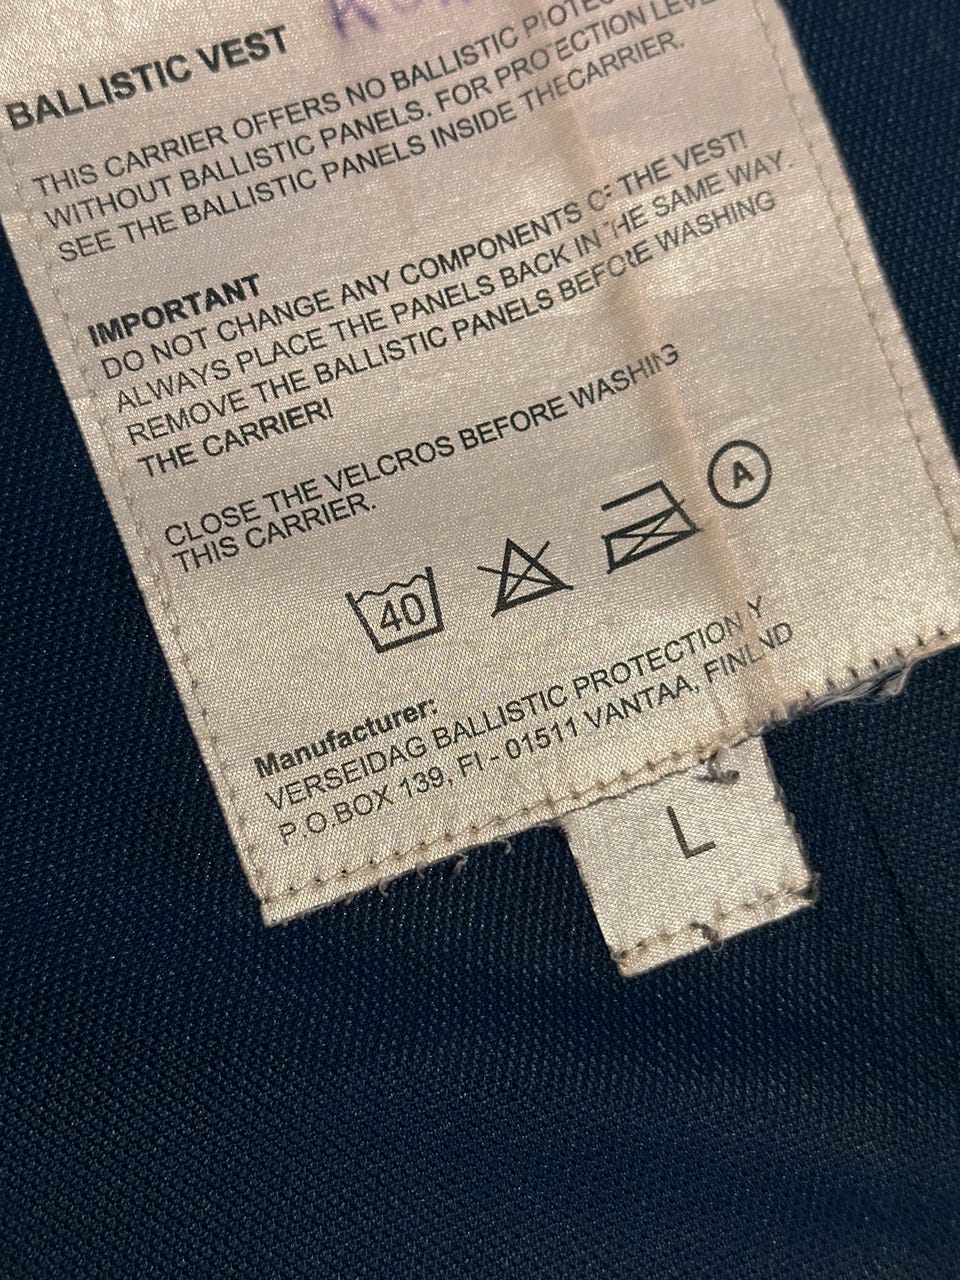 BALLISTIC VEST
THIS CARRIER OFFERS NO BALLISTIC
WITHOUT BALLISTIC PANELS. FOR PROTECTION
SEE THE BALLISTIC PANELS INSIDE THECARRIER.
IMPORTANT
DO NOT CHANGE ANY COMPONENTS OF THE VEST!
ALWAYS PLACE THE PANELS BACK IN THE SAME WAY.
REMOVE THE BALLISTIC PANELS BEFORE WASHING
THE CARRIER!
CLOSE THE VELCROS BEFORE WASHING
THIS CARRIER.
40 A
Manufacturer:
VERSEIDAG BALLISTIC PROTECTION
P.O.BOX 139, FI - 01511 VANTAA, FINLAND
L